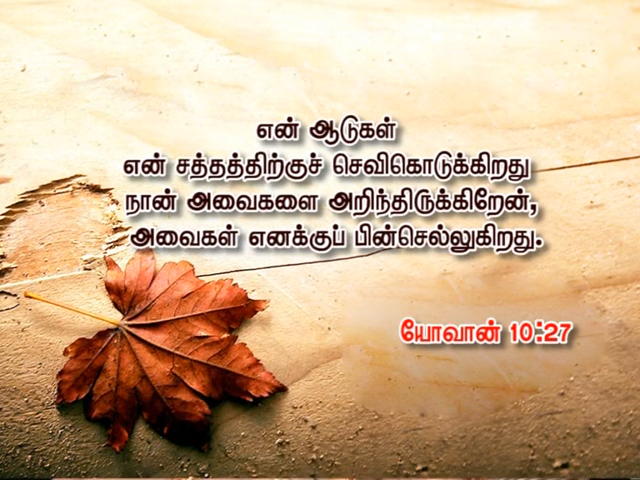 என் ஆடுகள்
என் சத்தத்திற்குச் செவிகொடுக்கிறது
நான் அவைகளை அறிந்திருக்கிறேன்,
அவைகள் எனக்குப் பின்செல்லுகிறது.
யோவான் 10:27